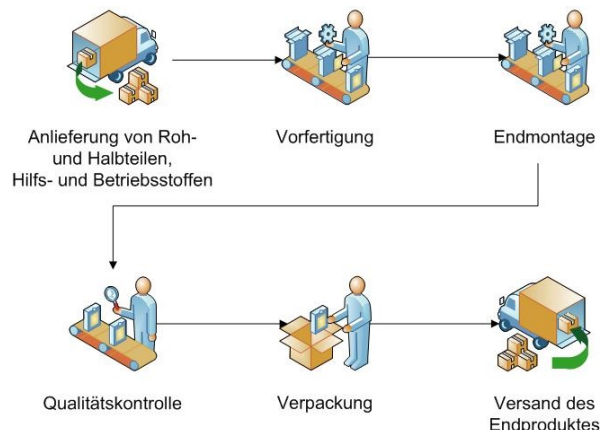 Anlieferung von Roh-
und Halbteilen,
Hilfs- und Betriebsstoffen
Vorfertigung
Endmontage
Qualitätskontrolle
Verpackung
Versand des
Endproduktes